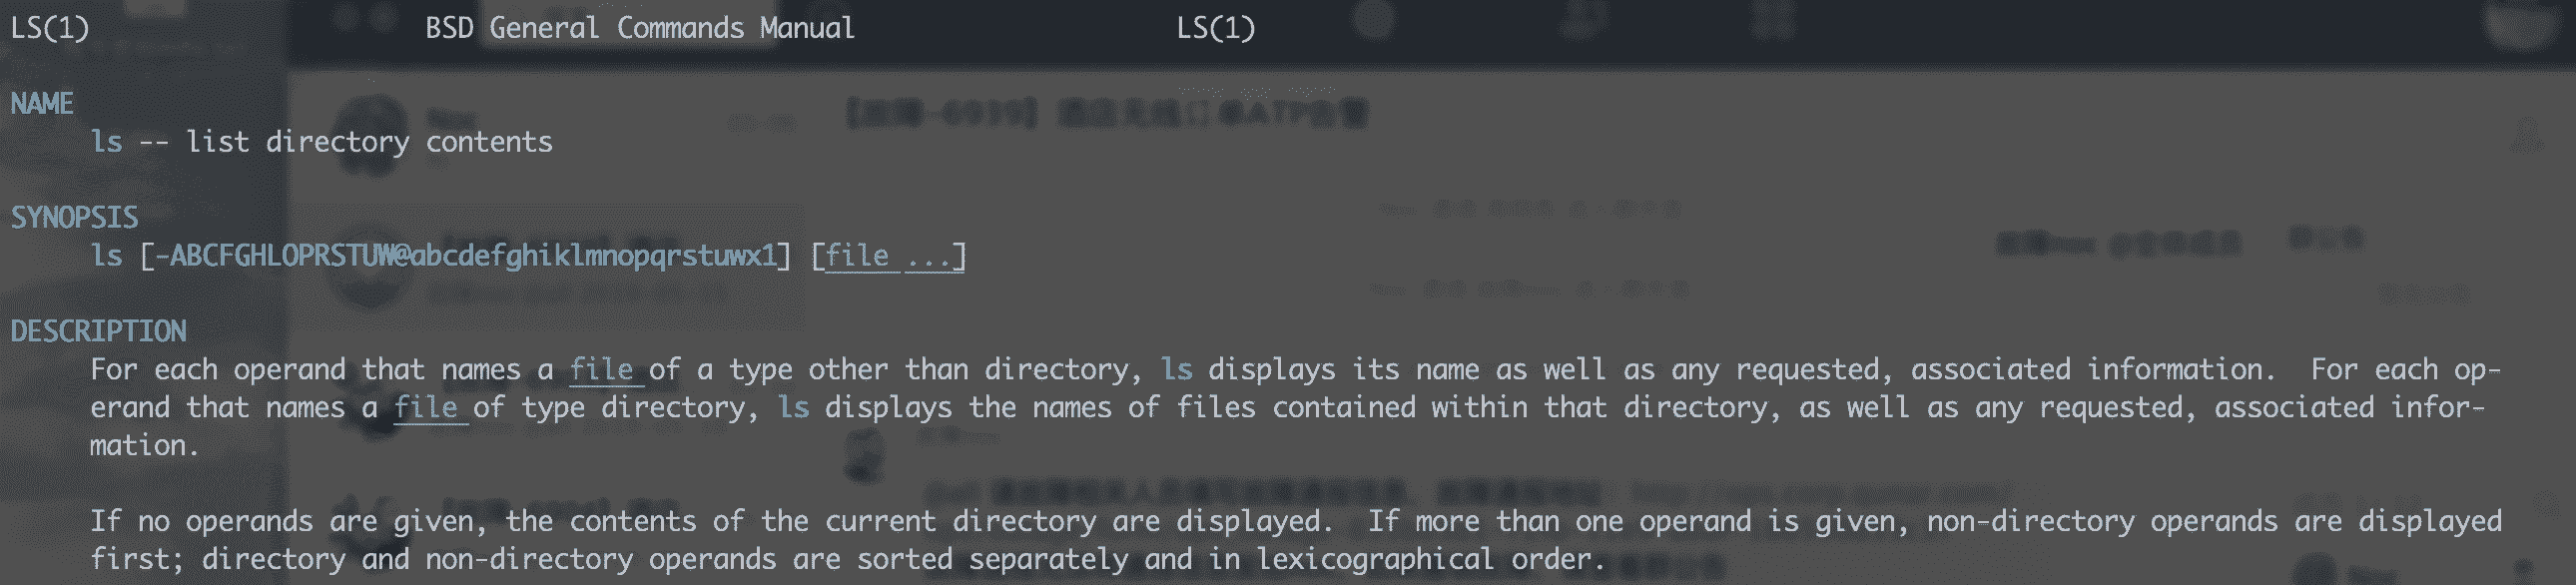 LS(1) BSD General Commands Manual LS(1)
NAME
ls -- list directory contents
SYNOPSIS
ls [-ABCFGHLOPRSTUW@abcdefghiklmnopqrstuwx1] [file ...]
DESCRIPTION
For each operand that names a file of a type other than directory, ls displays its name as well as any requested, associated information. For each op-
erand that names a file of type directory, ls displays the names of files contained within that directory, as well as any requested, associated infor-
mation.
If no operands are given, the contents of the current directory are displayed. If more than one operand is given, non-directory operands are displayed
first; directory and non-directory operands are sorted separately and in lexicographical order.